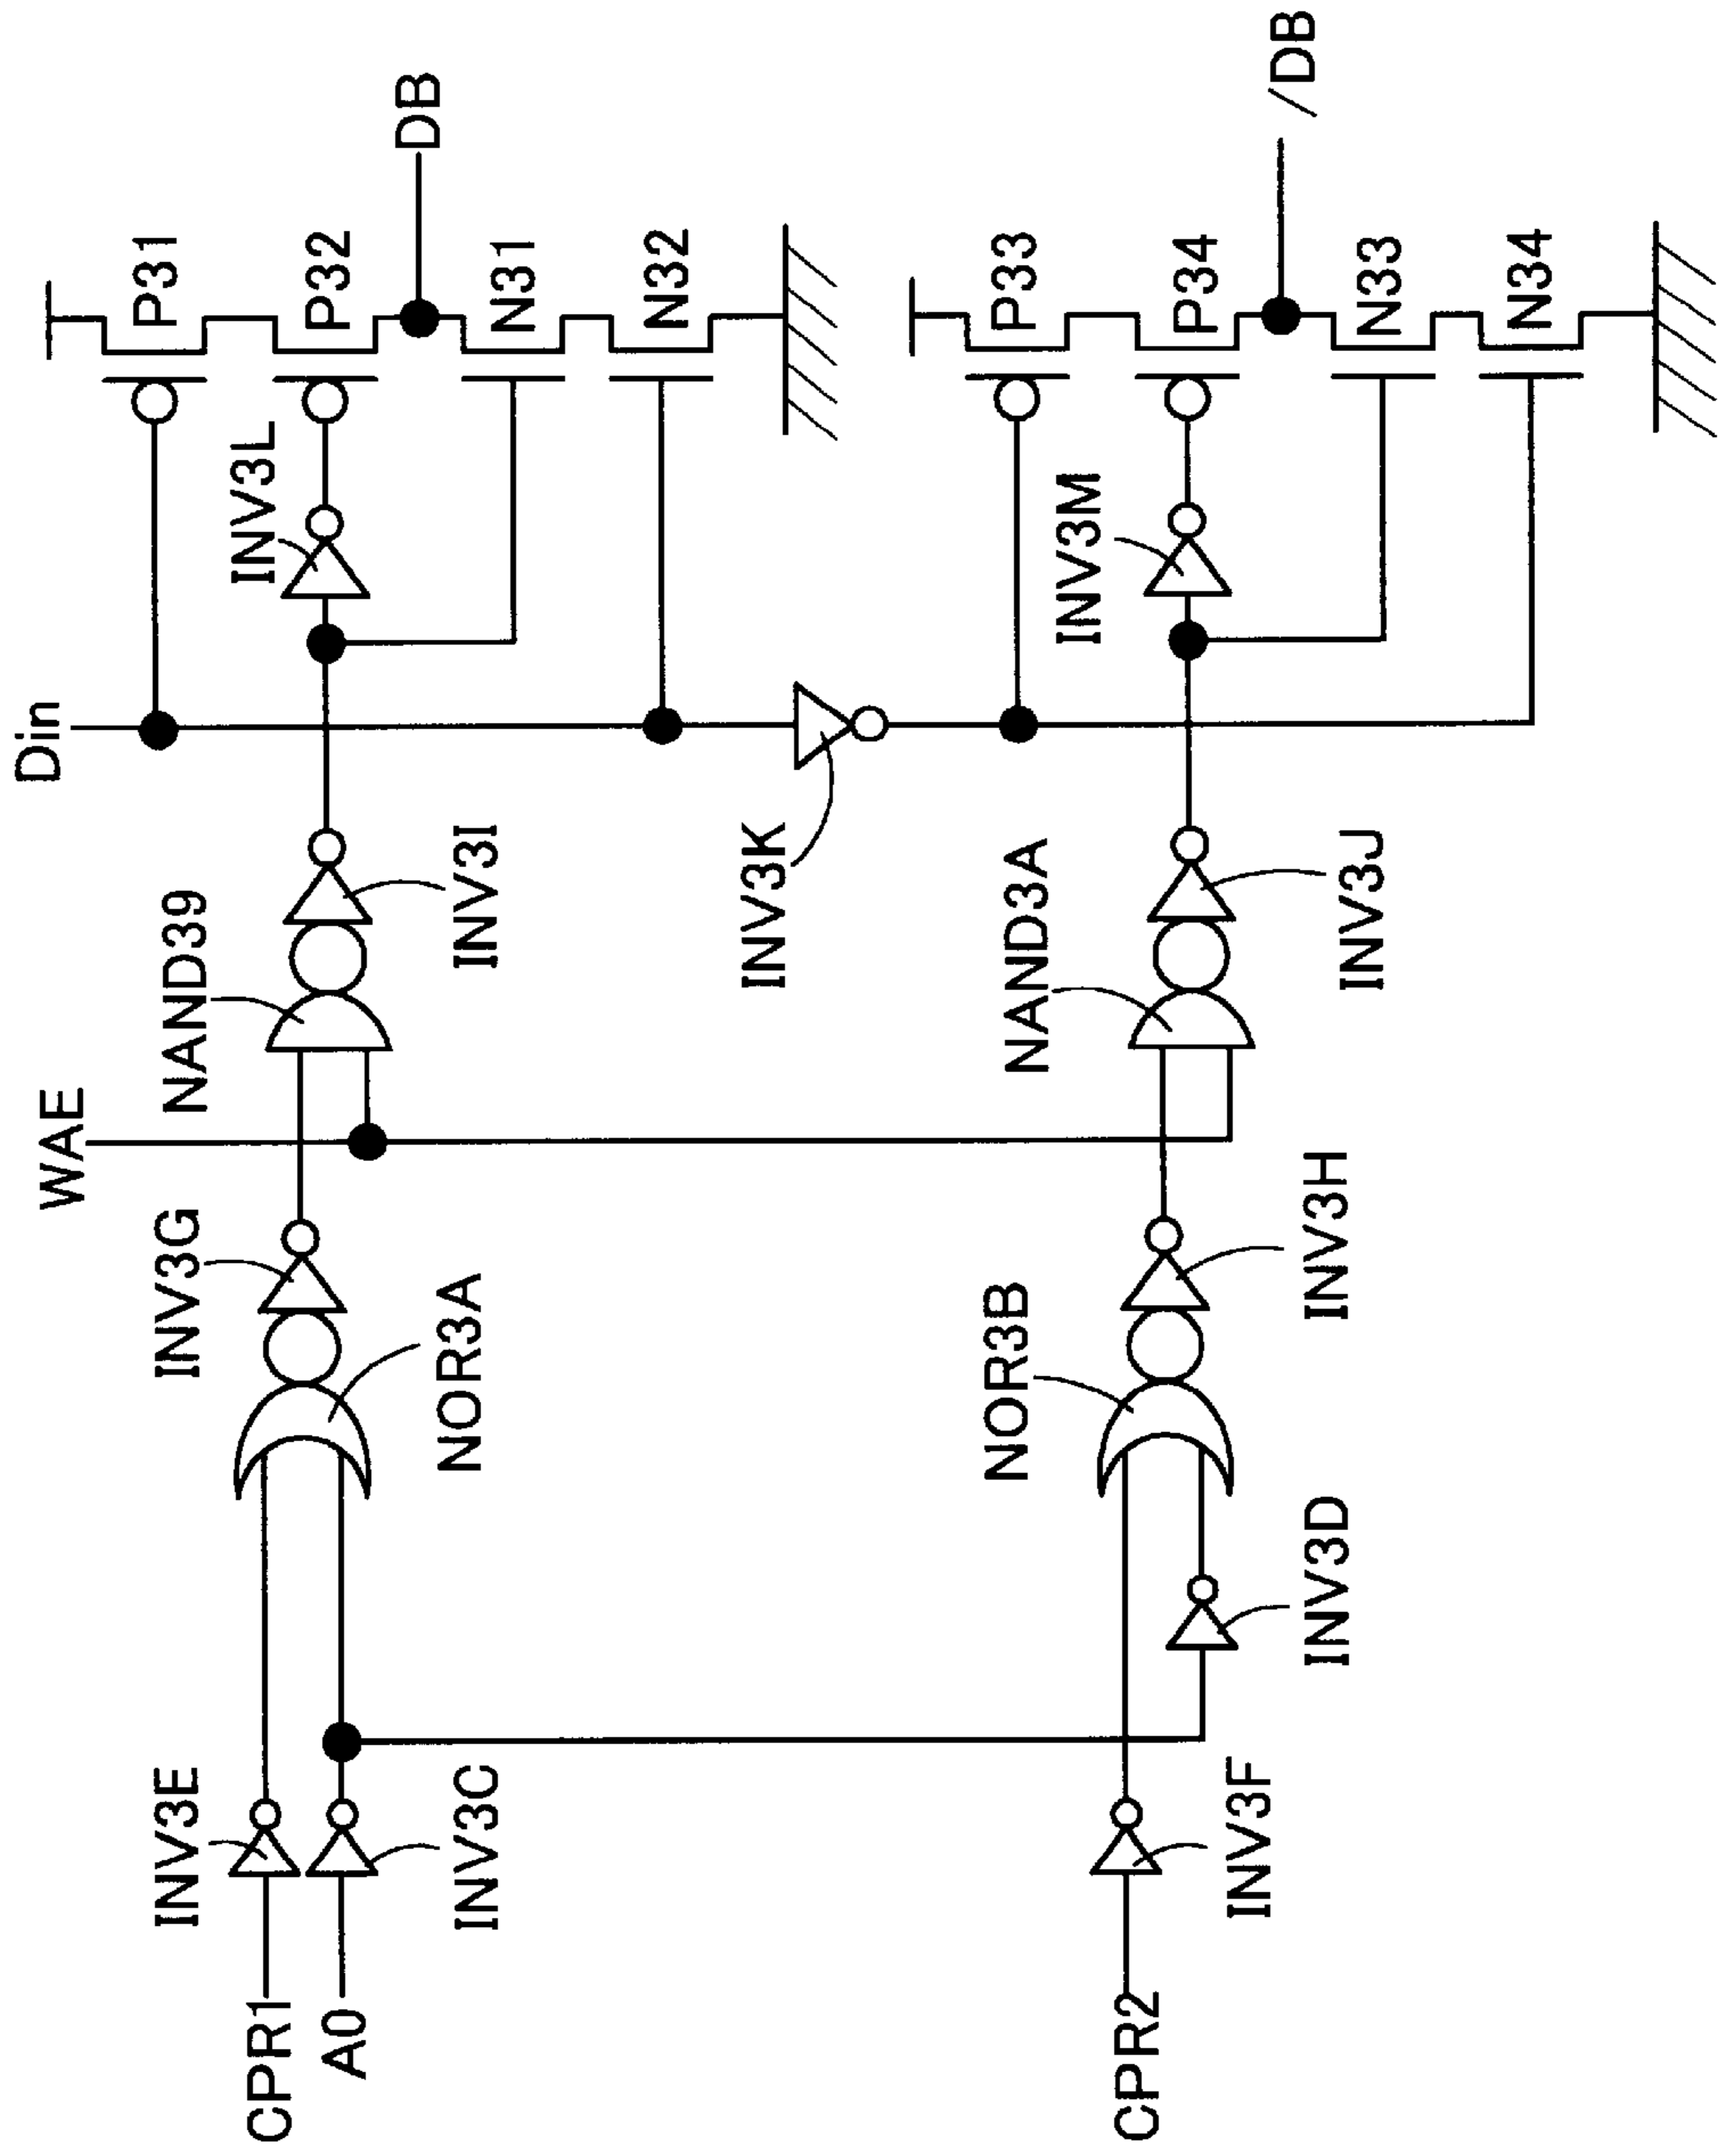 CPR1
A0
INV3E
INV3C
NOR3A
INV3G
WAE
NAND39
INV3I
Din
INV3L
P31
P32
DB
N31
N32
INV3K
CPR2
INV3F
INV3D
NOR3B
INV3H
NAND3A
INV3J
INV3M
P33
P34
/DB
N33
N34